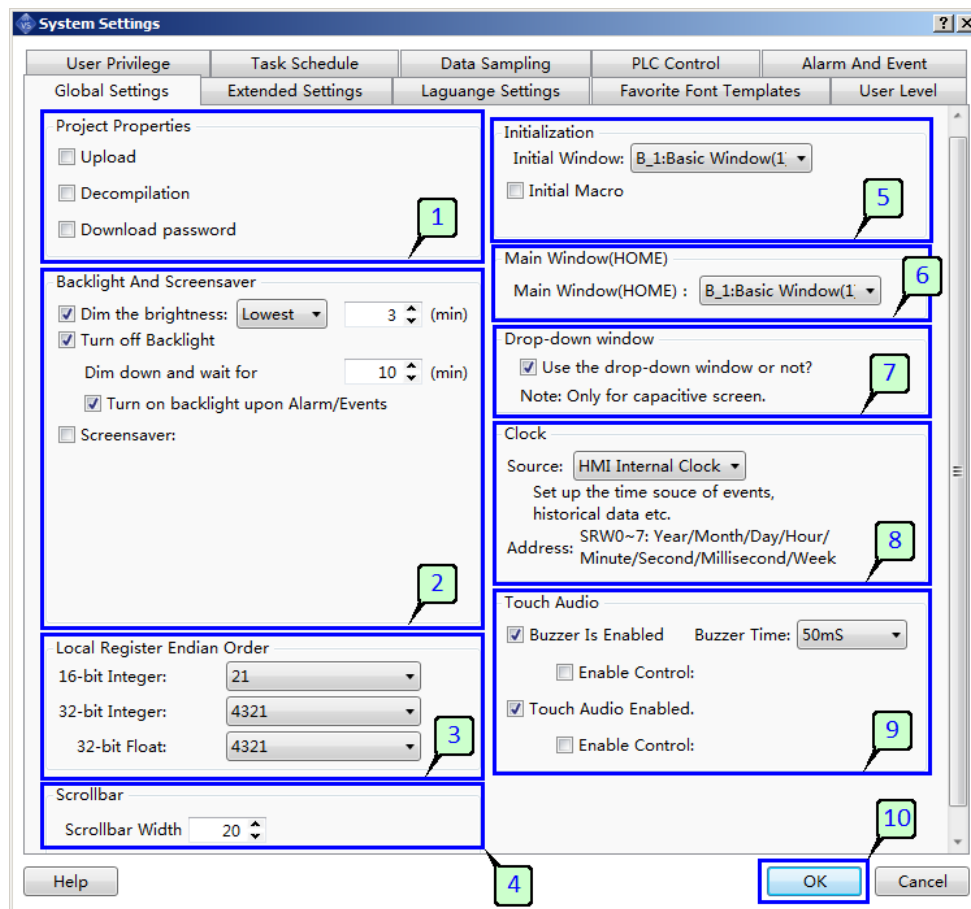 System Settings
User Privilege
Task Schedule
Data Sampling
PLC Control
Alarm And Event
Global Settings
Extended Settings
Laguange Settings
Favorite Font Templates
User Level
Project Properties
Upload
Decompilation
Download password
1
Backlight And Screensaver
Dim the brightness: Lowest 3 (min)
Turn off Backlight
Dim down and wait for 10 (min)
Turn on backlight upon Alarm/Events
Screensaver:
2
Local Register Endian Order
16-bit Integer: 21
32-bit Integer: 4321
32-bit Float: 4321
3
Scrollbar
Scrollbar Width 20
4
Initialization
Initial Window: B_1:Basic Window(1
Initial Macro
5
Main Window(HOME)
Main Window(HOME) : B_1:Basic Window(1
6
Drop-down window
Use the drop-down window or not?
Note: Only for capacitive screen.
7
Clock
Source: HMI Internal Clock
Set up the time souce of events,
historical data etc.
Address: SRW0~7: Year/Month/Day/Hour/
Minute/Second/Millisecond/Week
8
Touch Audio
Buzzer Is Enabled Buzzer Time: 50mS
Enable Control:
Touch Audio Enabled.
Enable Control:
9
10
Help
OK
Cancel